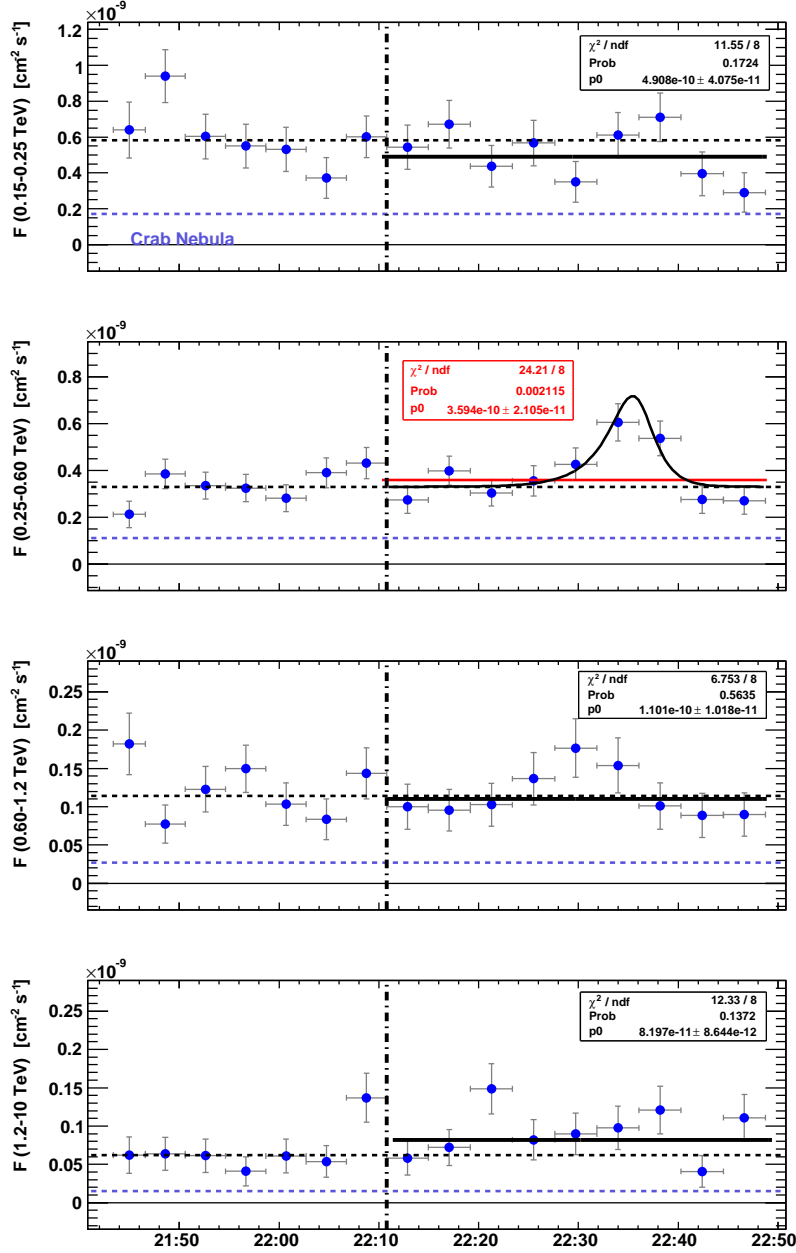 ×10⁻⁹
F (0.15-0.25 TeV) [cm⁻² s⁻¹]
1.2
1
0.8
0.6
0.4
0.2
0
χ² / ndf 11.55 / 8
Prob 0.1724
p0 4.908e-10 ± 4.075e-11
Crab Nebula
×10⁻⁹
F (0.25-0.60 TeV) [cm⁻² s⁻¹]
0.8
0.6
0.4
0.2
0
χ² / ndf 24.21 / 8
Prob 0.002115
p0 3.594e-10 ± 2.105e-11
×10⁻⁹
F (0.60-1.2 TeV) [cm⁻² s⁻¹]
0.25
0.2
0.15
0.1
0.05
0
χ² / ndf 6.753 / 8
Prob 0.5635
p0 1.101e-10 ± 1.018e-11
×10⁻⁹
F (1.2-10 TeV) [cm⁻² s⁻¹]
0.25
0.2
0.15
0.1
0.05
0
χ² / ndf 12.33 / 8
Prob 0.1372
p0 8.197e-11 ± 8.644e-12
21:50 22:00 22:10 22:20 22:30 22:40 22:50